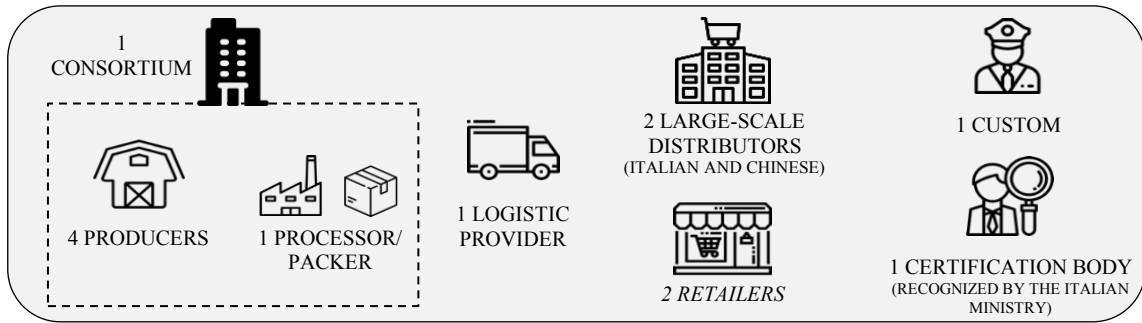 1
CONSORTIUM
4 PRODUCERS
1 PROCESSOR/
PACKER
1 LOGISTIC
PROVIDER
2 LARGE-SCALE
DISTRIBUTORS
(ITALIAN AND CHINESE)
2 RETAILERS
1 CUSTOM
1 CERTIFICATION BODY
(RECOGNIZED BY THE ITALIAN
MINISTRY)